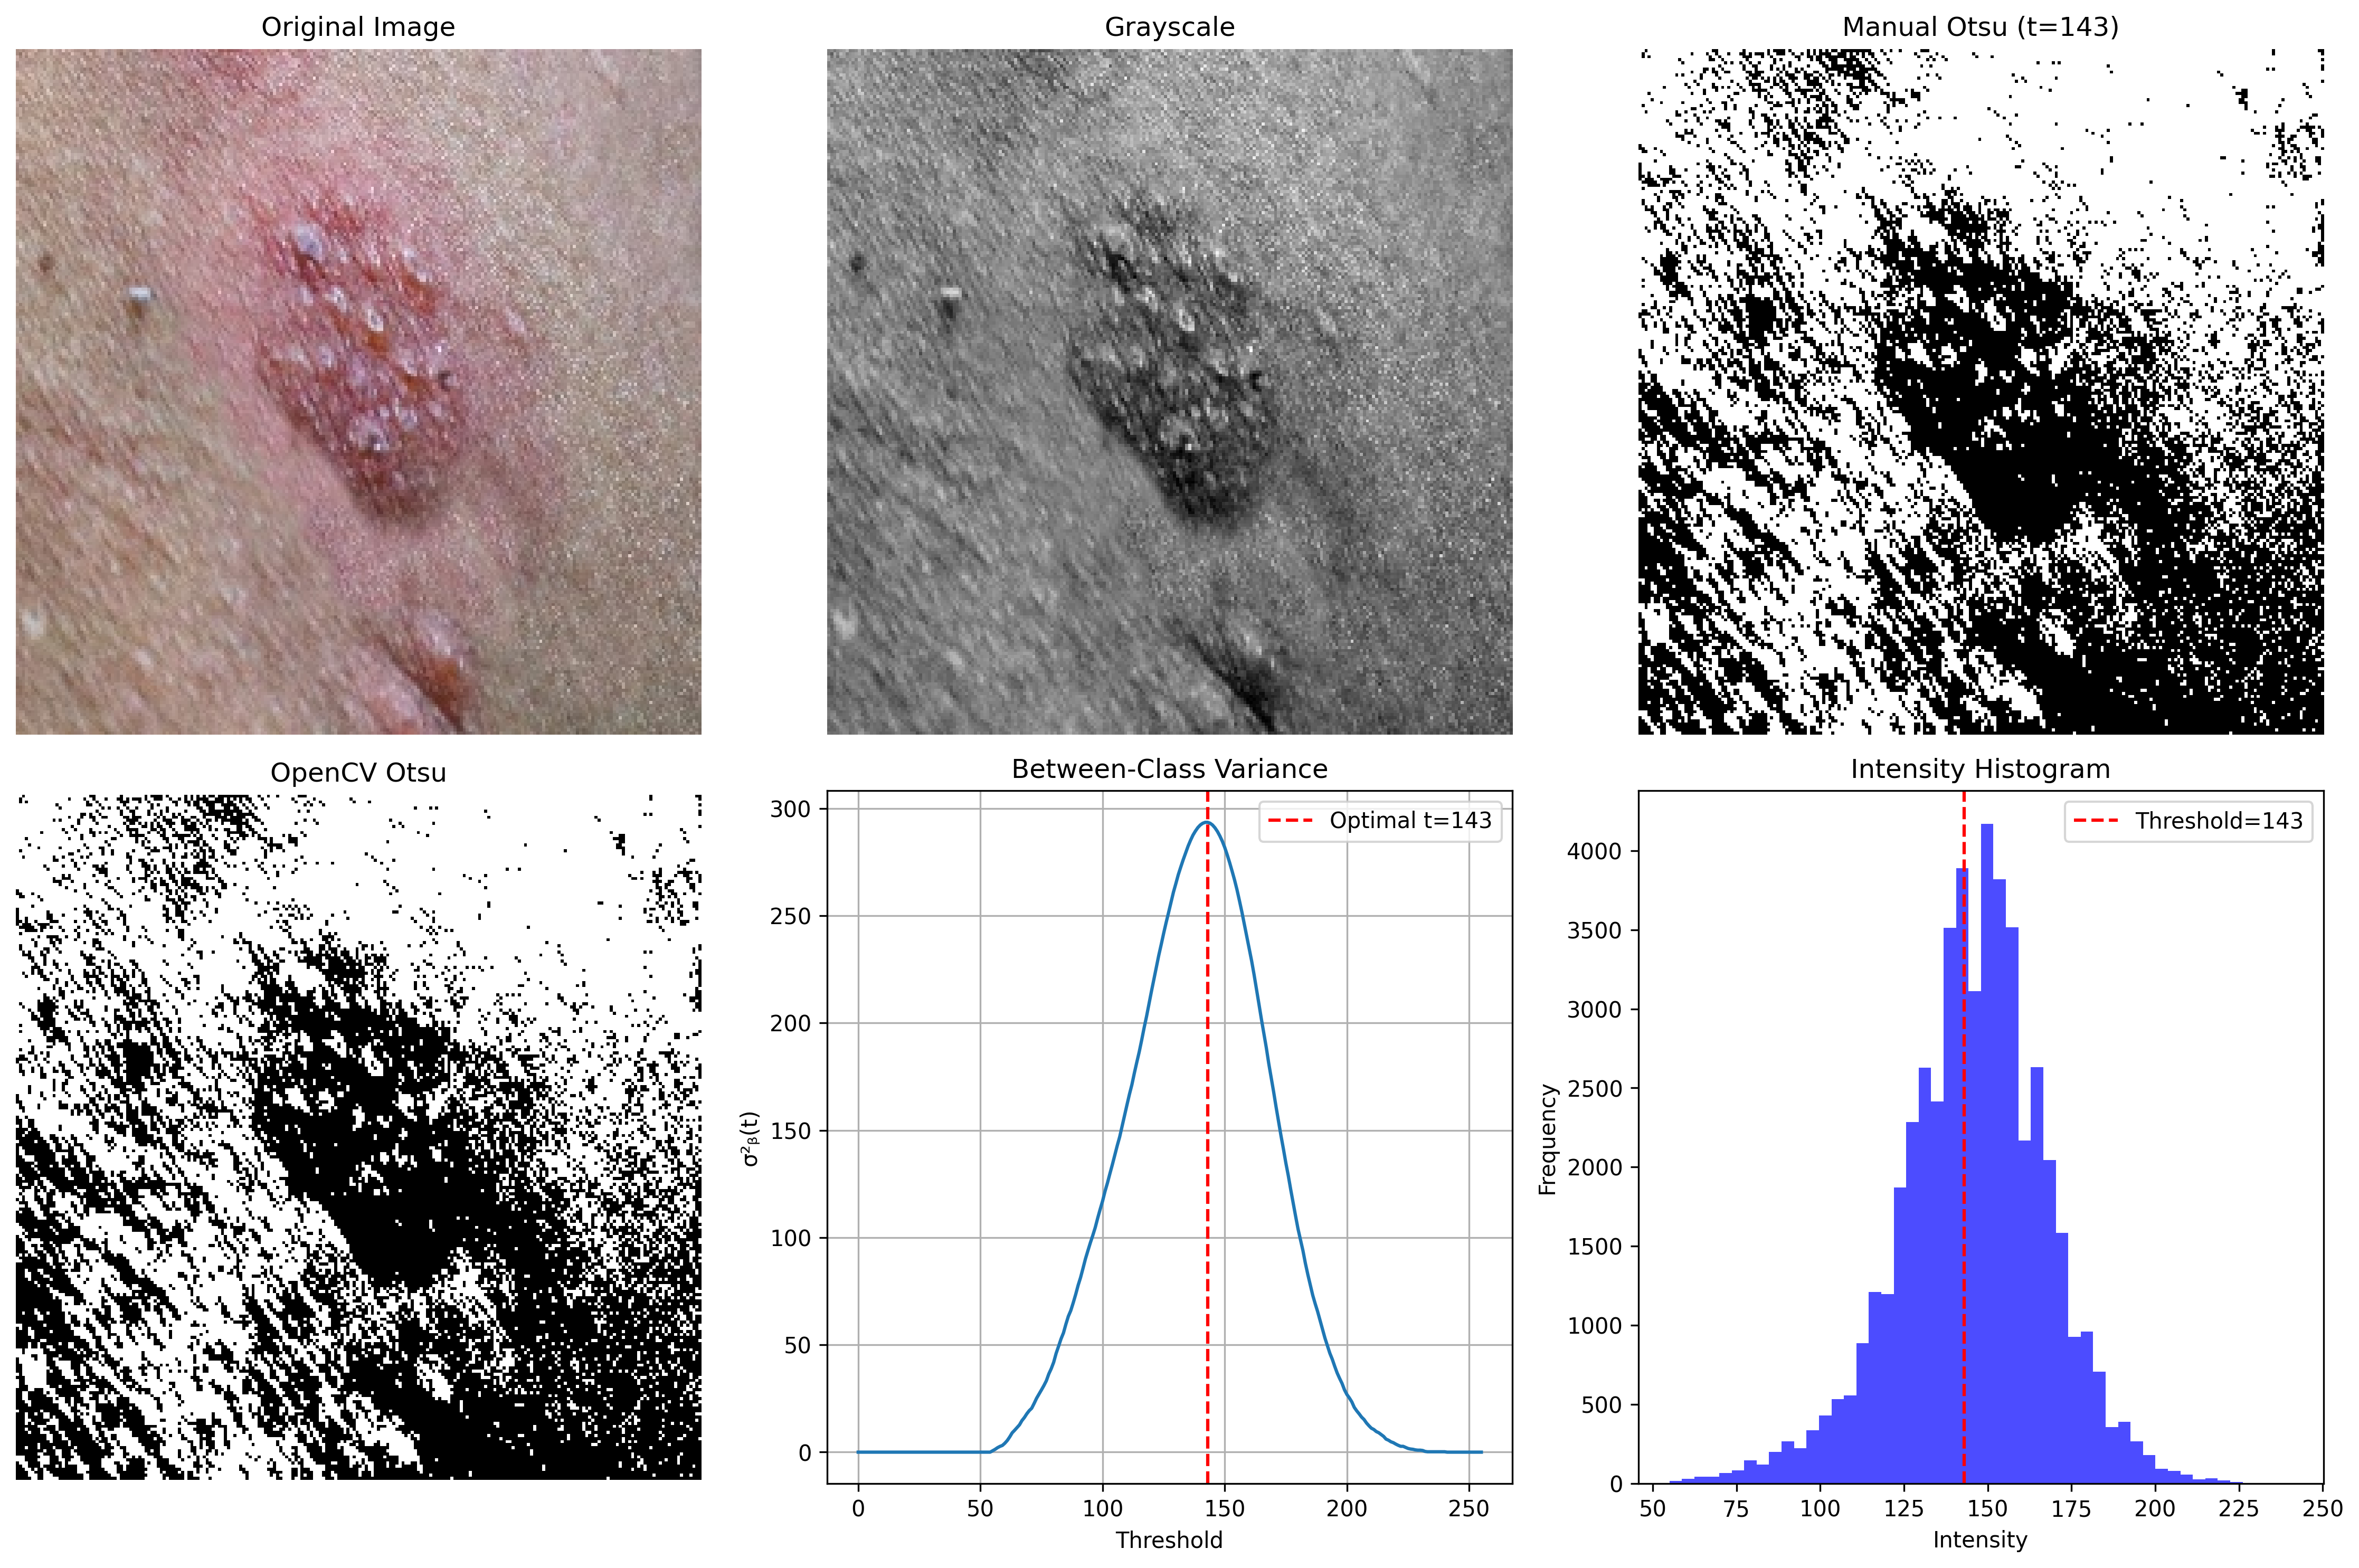 Original Image
Grayscale
Manual Otsu (t=143)
OpenCV Otsu
Between-Class Variance
Optimal t=143
300
250
200
150
100
50
0
σ²ᵦ(t)
0 50 100 150 200 250
Threshold
Intensity Histogram
Threshold=143
4000
3500
3000
2500
2000
1500
1000
500
0
Frequency
50 75 100 125 150 175 200 225 250
Intensity